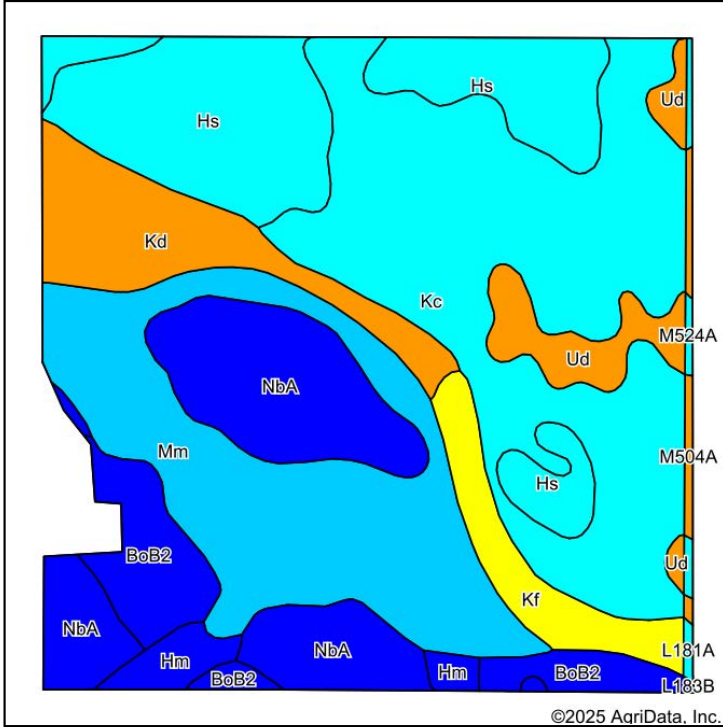 Hs
Ud
Hs
Kd
Kc
M524A
Ud
NbA
Mm
M504A
Hs
BoB2
Ud
Kf
NbA
NbA
L181A
Hm
Hm
BoB2
BoB2
L183B
©2025 AgriData, Inc.